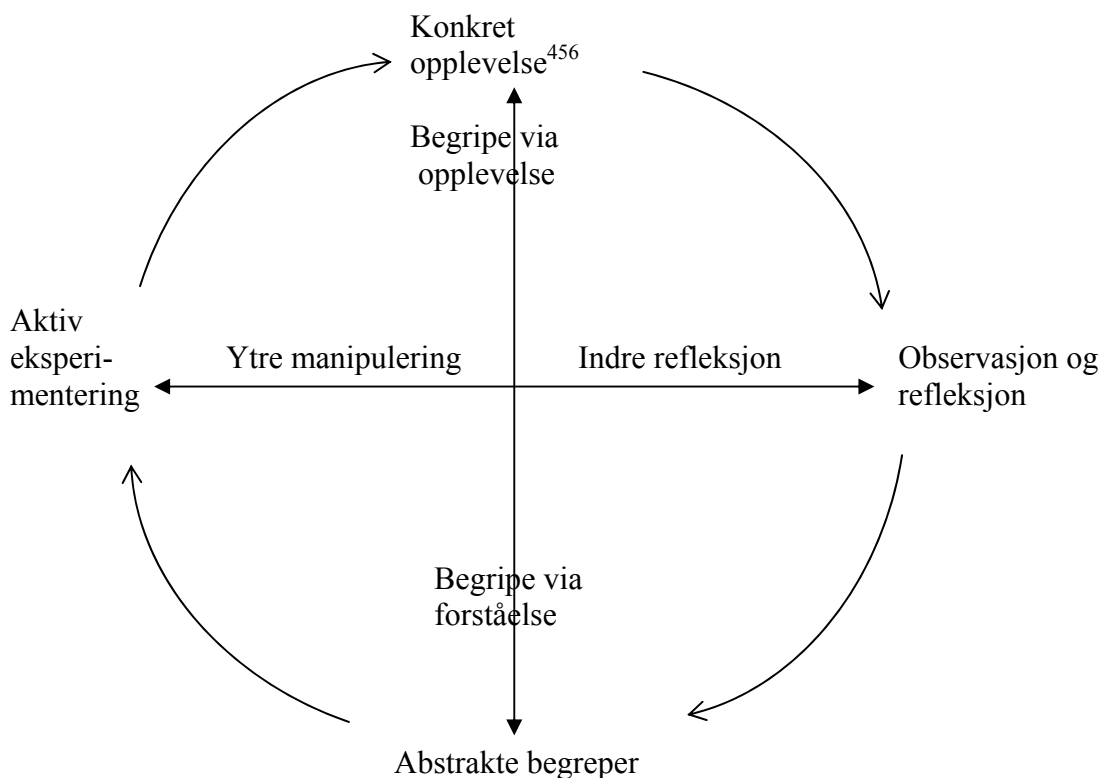 Konkret
opplevelse456
Begripe via
opplevelse
Aktiv
eksperi-
mentering
Ytre manipulering
Indre refleksjon
Observasjon og
refleksjon
Begripe via
forståelse
Abstrakte begreper